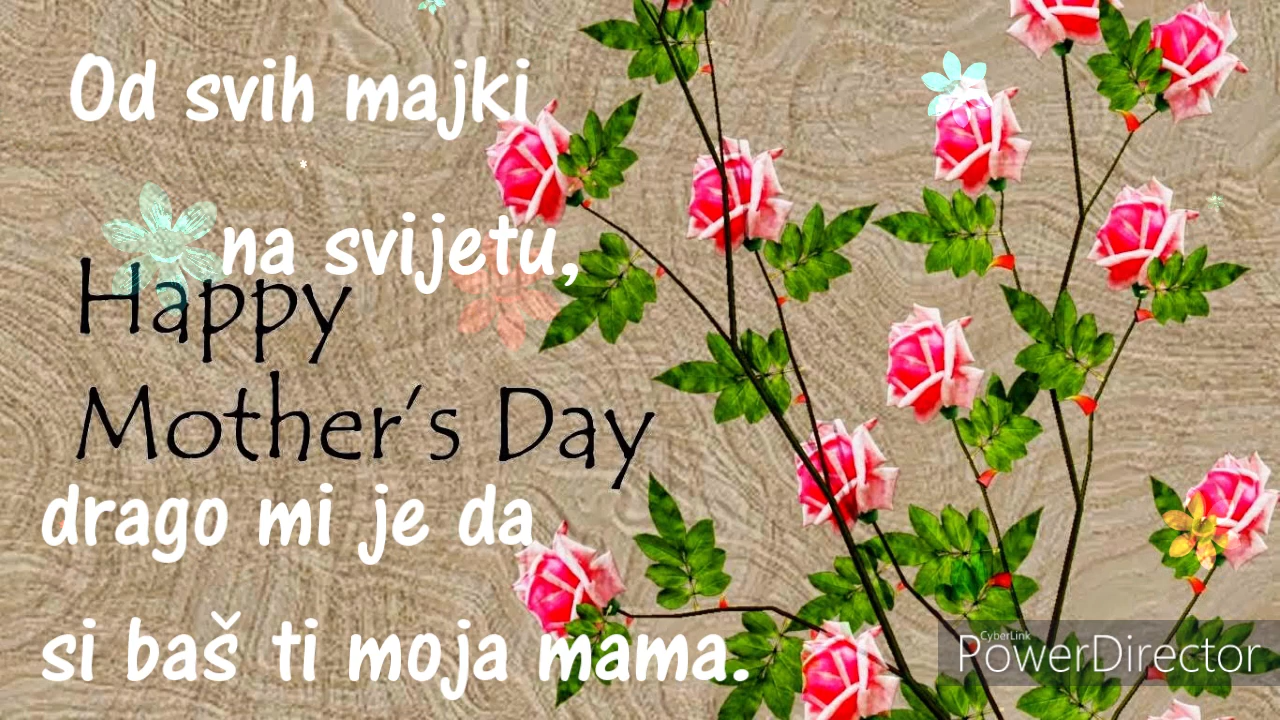 Od svih majki
na svijetu,
Happy
Mother's Day
drago mi je da
si baš ti moja mama.
CyberLink
PowerDirector